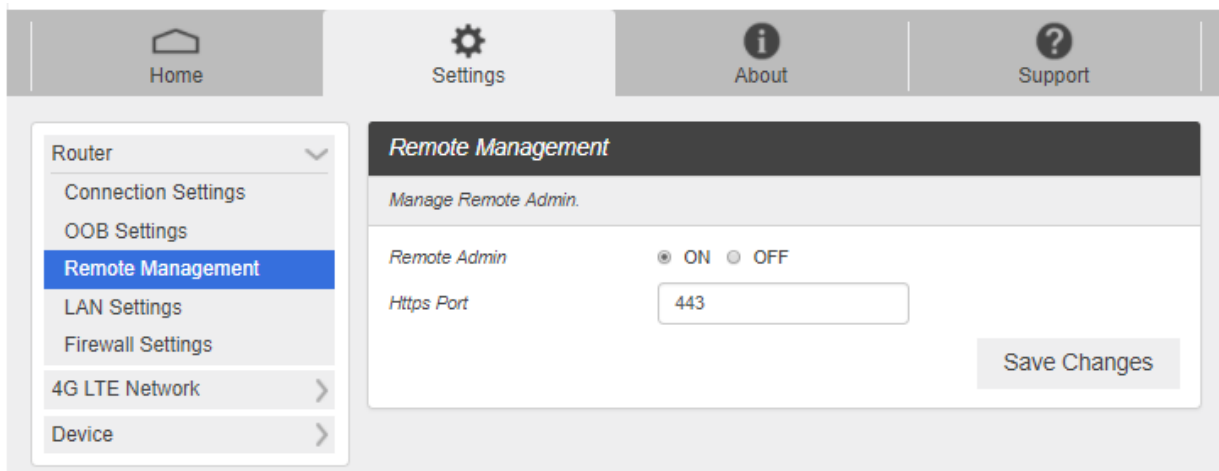 Home
Settings
About
Support
Router
Connection Settings
OOB Settings
Remote Management
LAN Settings
Firewall Settings
4G LTE Network
Device
Remote Management
Manage Remote Admin.
Remote Admin ON OFF
Https Port 443
Save Changes